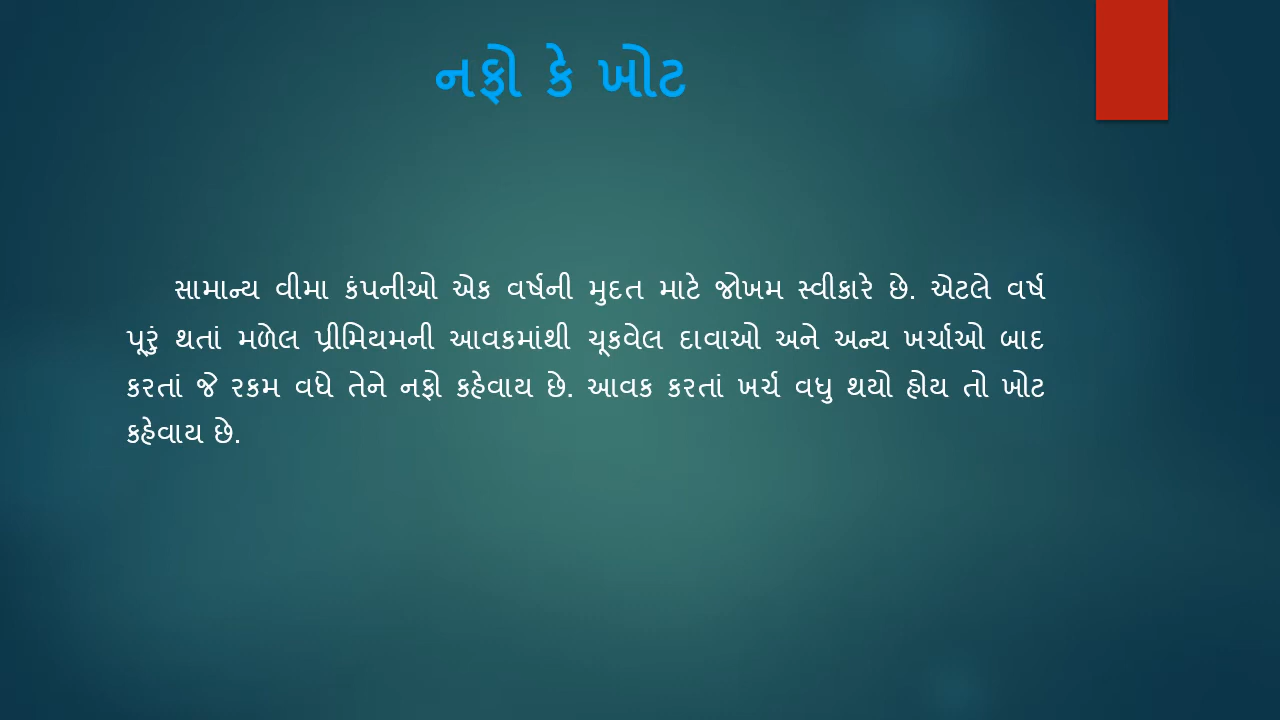 નફો કે ખોટ
સામાન્ય વીમા કંપનીઓ એક વર્ષની મુદત માટે જોખમ સ્વીકારે છે. એટલે વર્ષ
પૂરું થતાં મળેલ પ્રીમિયમની આવકમાંથી ચૂકવેલ દાવાઓ અને અન્ય ખર્ચાઓ બાદ
કરતાં જે રકમ વધે તેને નફો કહેવાય છે. આવક કરતાં ખર્ચ વધુ થયો હોય તો ખોટ
કહેવાય છે.